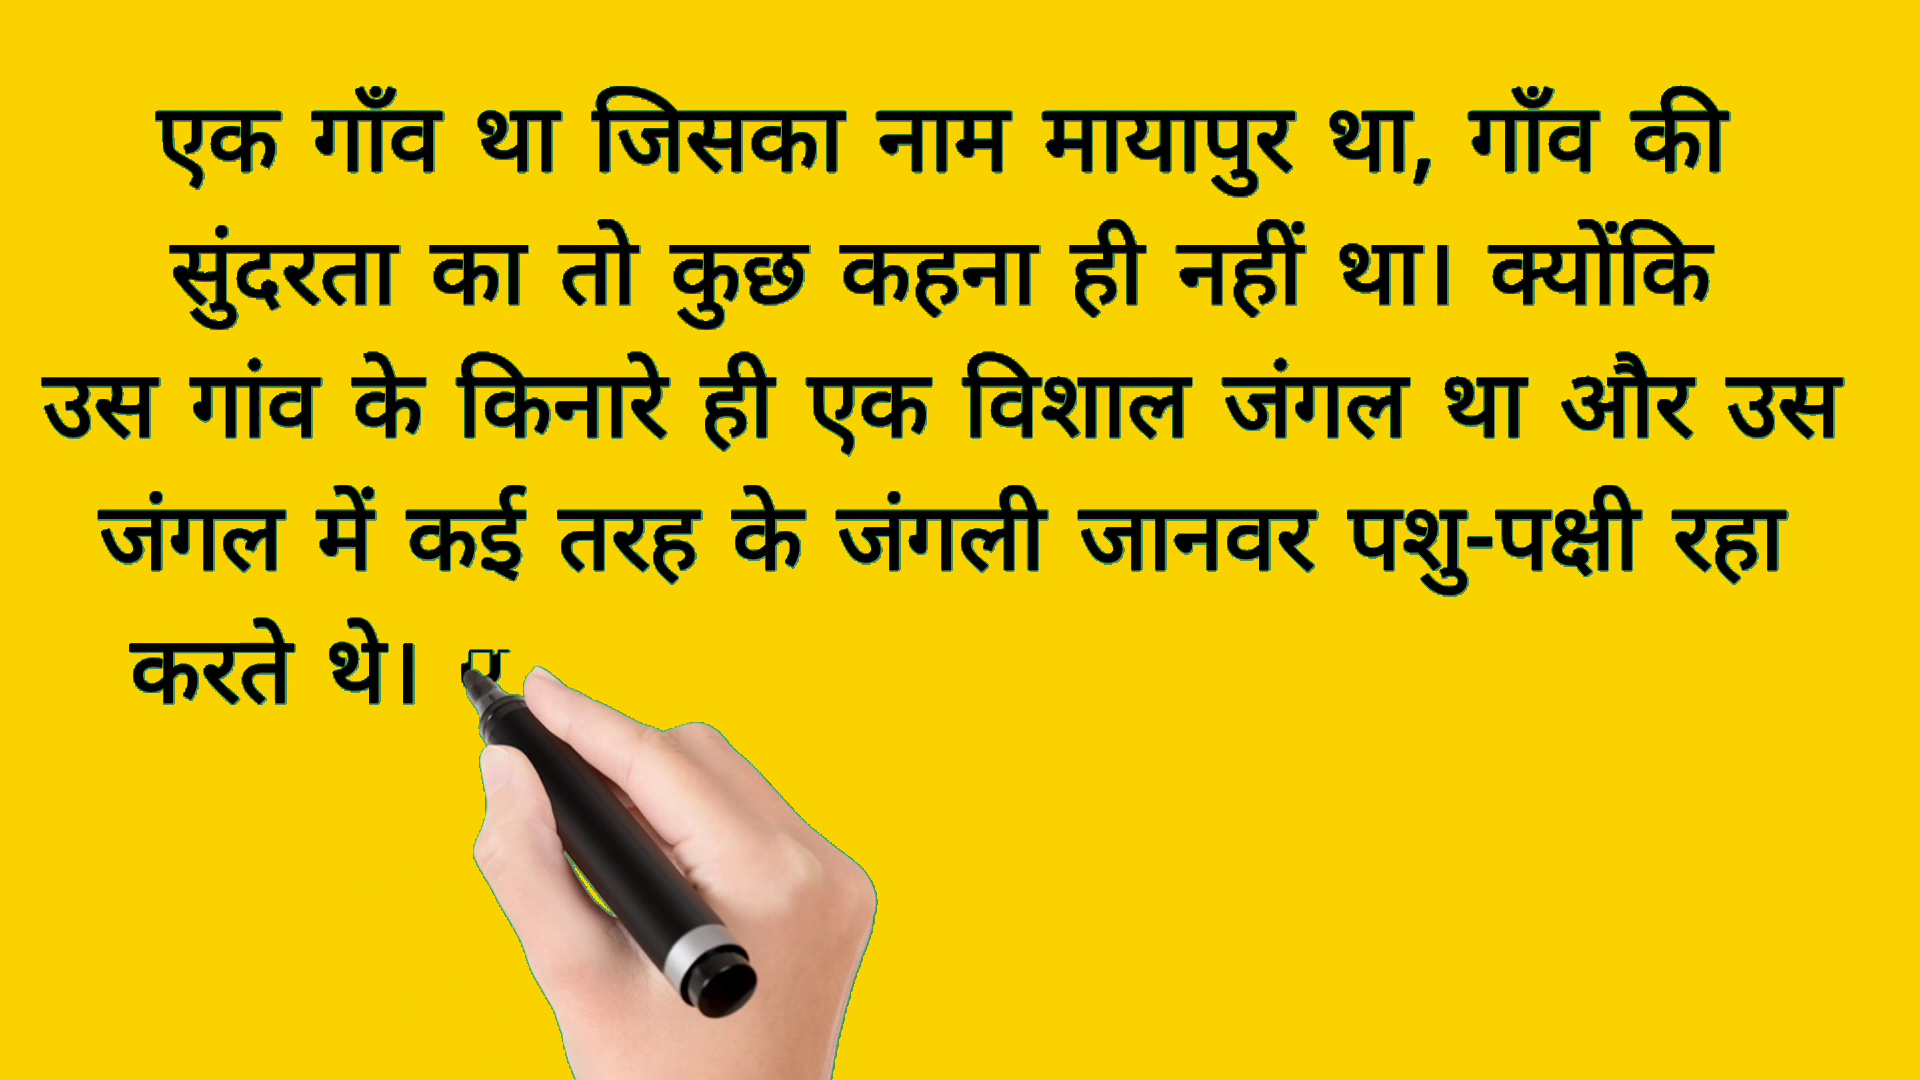 एक गाँव था जिसका नाम मायापुर था, गाँव की
सुंदरता का तो कुछ कहना ही नहीं था। क्योंकि
उस गांव के किनारे ही एक विशाल जंगल था और उस
जंगल में कई तरह के जंगली जानवर पशु-पक्षी रहा
करते थे।